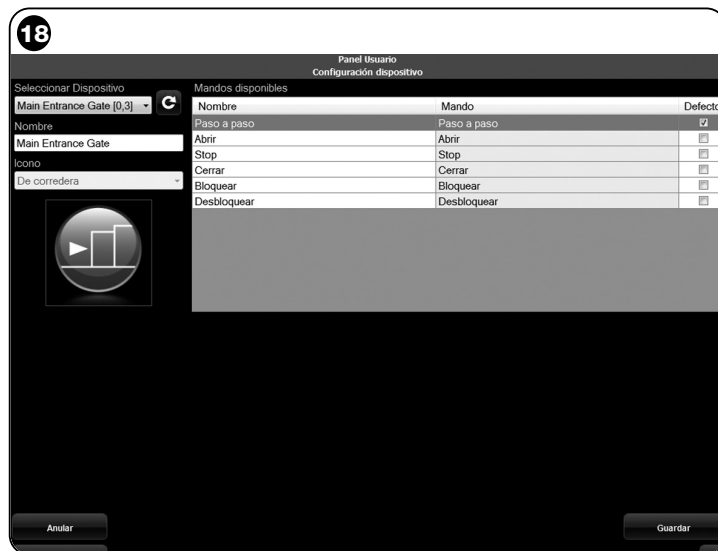 18
Panel Usuario
Configuración dispositivo
Seleccionar Dispositivo
Main Entrance Gate [0,3]
Nombre
Main Entrance Gate
Icono
De corredera
Mandos disponibles
Nombre Mando Defecto
Paso a paso Paso a paso
Abrir Abrir
Stop Stop
Cerrar Cerrar
Bloquear Bloquear
Desbloquear Desbloquear
Anular Guardar